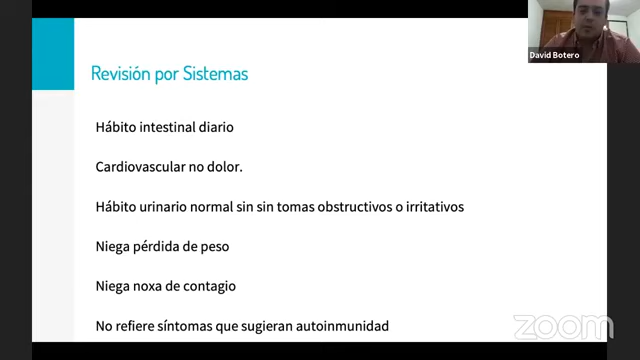 David Botero
Revisión por Sistemas
Hábito intestinal diario
Cardiovascular no dolor.
Hábito urinario normal sin sin tomas obstructivos o irritativos
Niega pérdida de peso
Niega noxa de contagio
No refiere síntomas que sugieran autoinmunidad
zoom